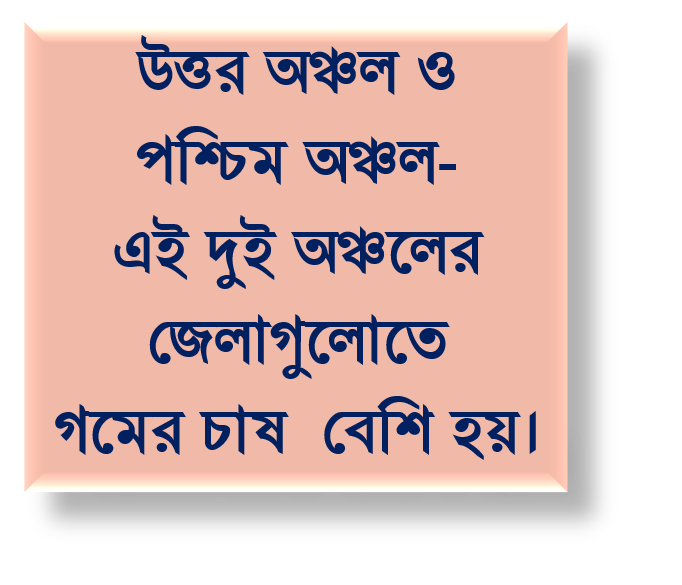 উত্তর অঞ্চল ও
পশ্চিম অঞ্চল-
এই দুই অঞ্চলের
জেলাগুলোতে
গমের চাষ  বেশি হয়।